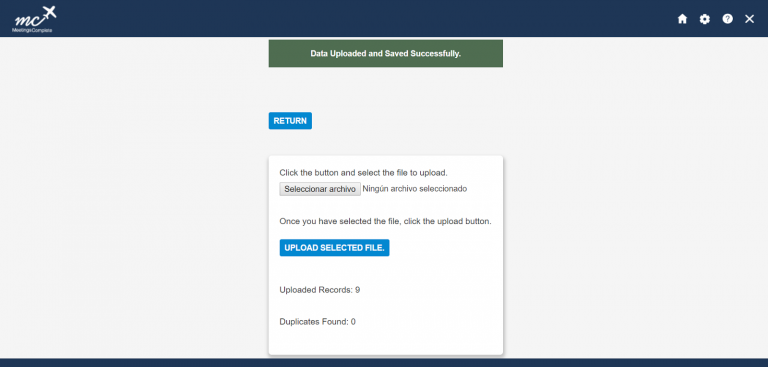 mc
MeetingsComplete
Data Uploaded and Saved Successfully.
RETURN
Click the button and select the file to upload.
Seleccionar archivo Ningún archivo seleccionado
Once you have selected the file, click the upload button.
UPLOAD SELECTED FILE.
Uploaded Records: 9
Duplicates Found: 0